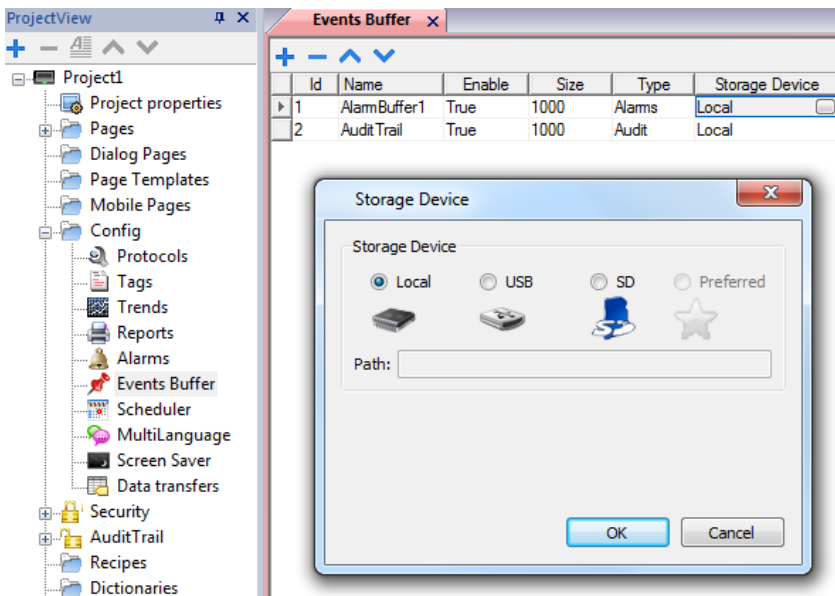 ProjectView
Project1
Project properties
Pages
Dialog Pages
Page Templates
Mobile Pages
Config
Protocols
Tags
Trends
Reports
Alarms
Events Buffer
Scheduler
MultiLanguage
Screen Saver
Data transfers
Security
AuditTrail
Recipes
Dictionaries
Events Buffer
Id Name Enable Size Type Storage Device
1 AlarmBuffer1 True 1000 Alarms Local
2 AuditTrail True 1000 Audit Local
Storage Device
Storage Device
Local USB SD Preferred
Path:
OK Cancel